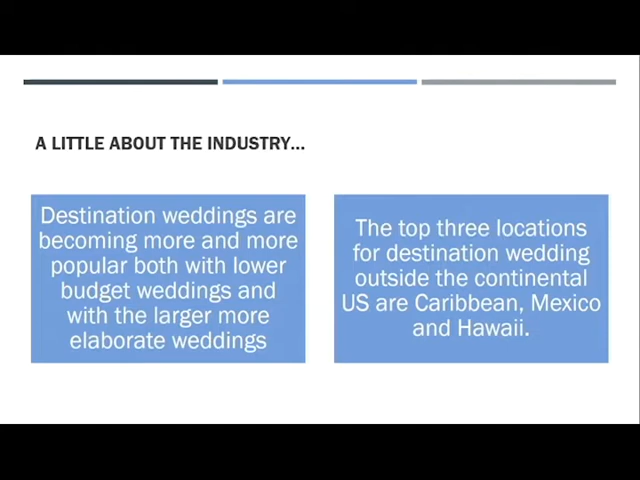 A LITTLE ABOUT THE INDUSTRY...
Destination weddings are
becoming more and more
popular both with lower
budget weddings and
with the larger more
elaborate weddings
The top three locations
for destination wedding
outside the continental
US are Caribbean, Mexico
and Hawaii.